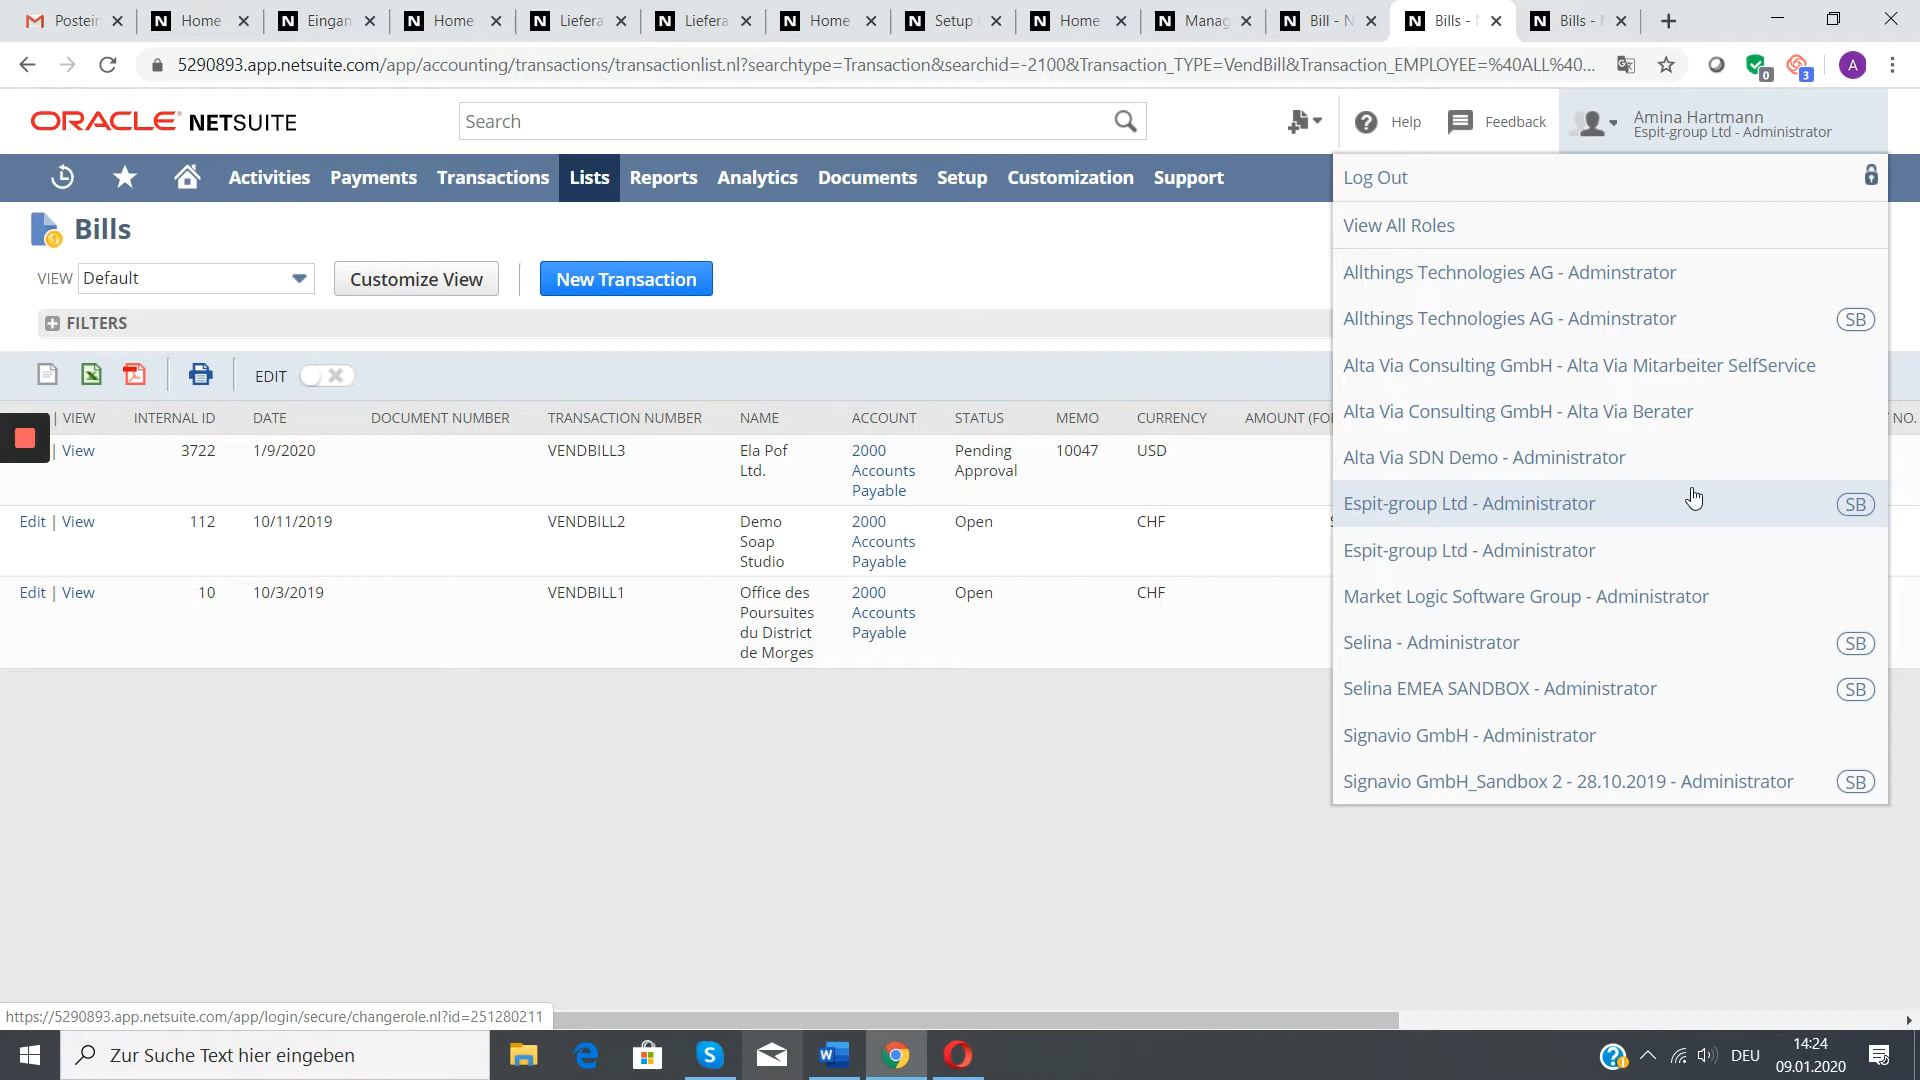 Postein
Home
Eingan
Home
Liefera
Liefera
Home
Setup
Home
Manag
Bill - N
Bills -
Bills -
5290893.app.netsuite.com/app/accounting/transactions/transactionlist.nl?searchtype=Transaction&searchid=-2100&Transaction_TYPE=VendBill&Transaction_EMPLOYEE=%40ALL%40...
0
3
A
ORACLE NETSUITE
Search
Help
Feedback
Amina Hartmann
Espit-group Ltd - Administrator
Activities Payments Transactions Lists Reports Analytics Documents Setup Customization Support
Log Out
View All Roles
Allthings Technologies AG - Adminstrator
Allthings Technologies AG - Adminstrator SB
Alta Via Consulting GmbH - Alta Via Mitarbeiter SelfService
Alta Via Consulting GmbH - Alta Via Berater
Alta Via SDN Demo - Administrator
Espit-group Ltd - Administrator SB
Espit-group Ltd - Administrator
Market Logic Software Group - Administrator
Selina - Administrator SB
Selina EMEA SANDBOX - Administrator SB
Signavio GmbH - Administrator
Signavio GmbH_Sandbox 2 - 28.10.2019 - Administrator SB
Bills
VIEW Default Customize View New Transaction
FILTERS
EDIT
| VIEW INTERNAL ID DATE DOCUMENT NUMBER TRANSACTION NUMBER NAME ACCOUNT STATUS MEMO CURRENCY AMOUNT (FO NO.
| View 3722 1/9/2020 VENDBILL3 Ela Pof 2000 Pending 10047 USD
Ltd. Accounts Approval
Payable
Edit | View 112 10/11/2019 VENDBILL2 Demo 2000 Open CHF
Soap Accounts
Studio Payable
Edit | View 10 10/3/2019 VENDBILL1 Office des 2000 Open CHF
Poursuites Accounts
du District Payable
de Morges
https://5290893.app.netsuite.com/app/login/secure/changerole.nl?id=251280211
Zur Suche Text hier eingeben
DEU
14:24
09.01.2020